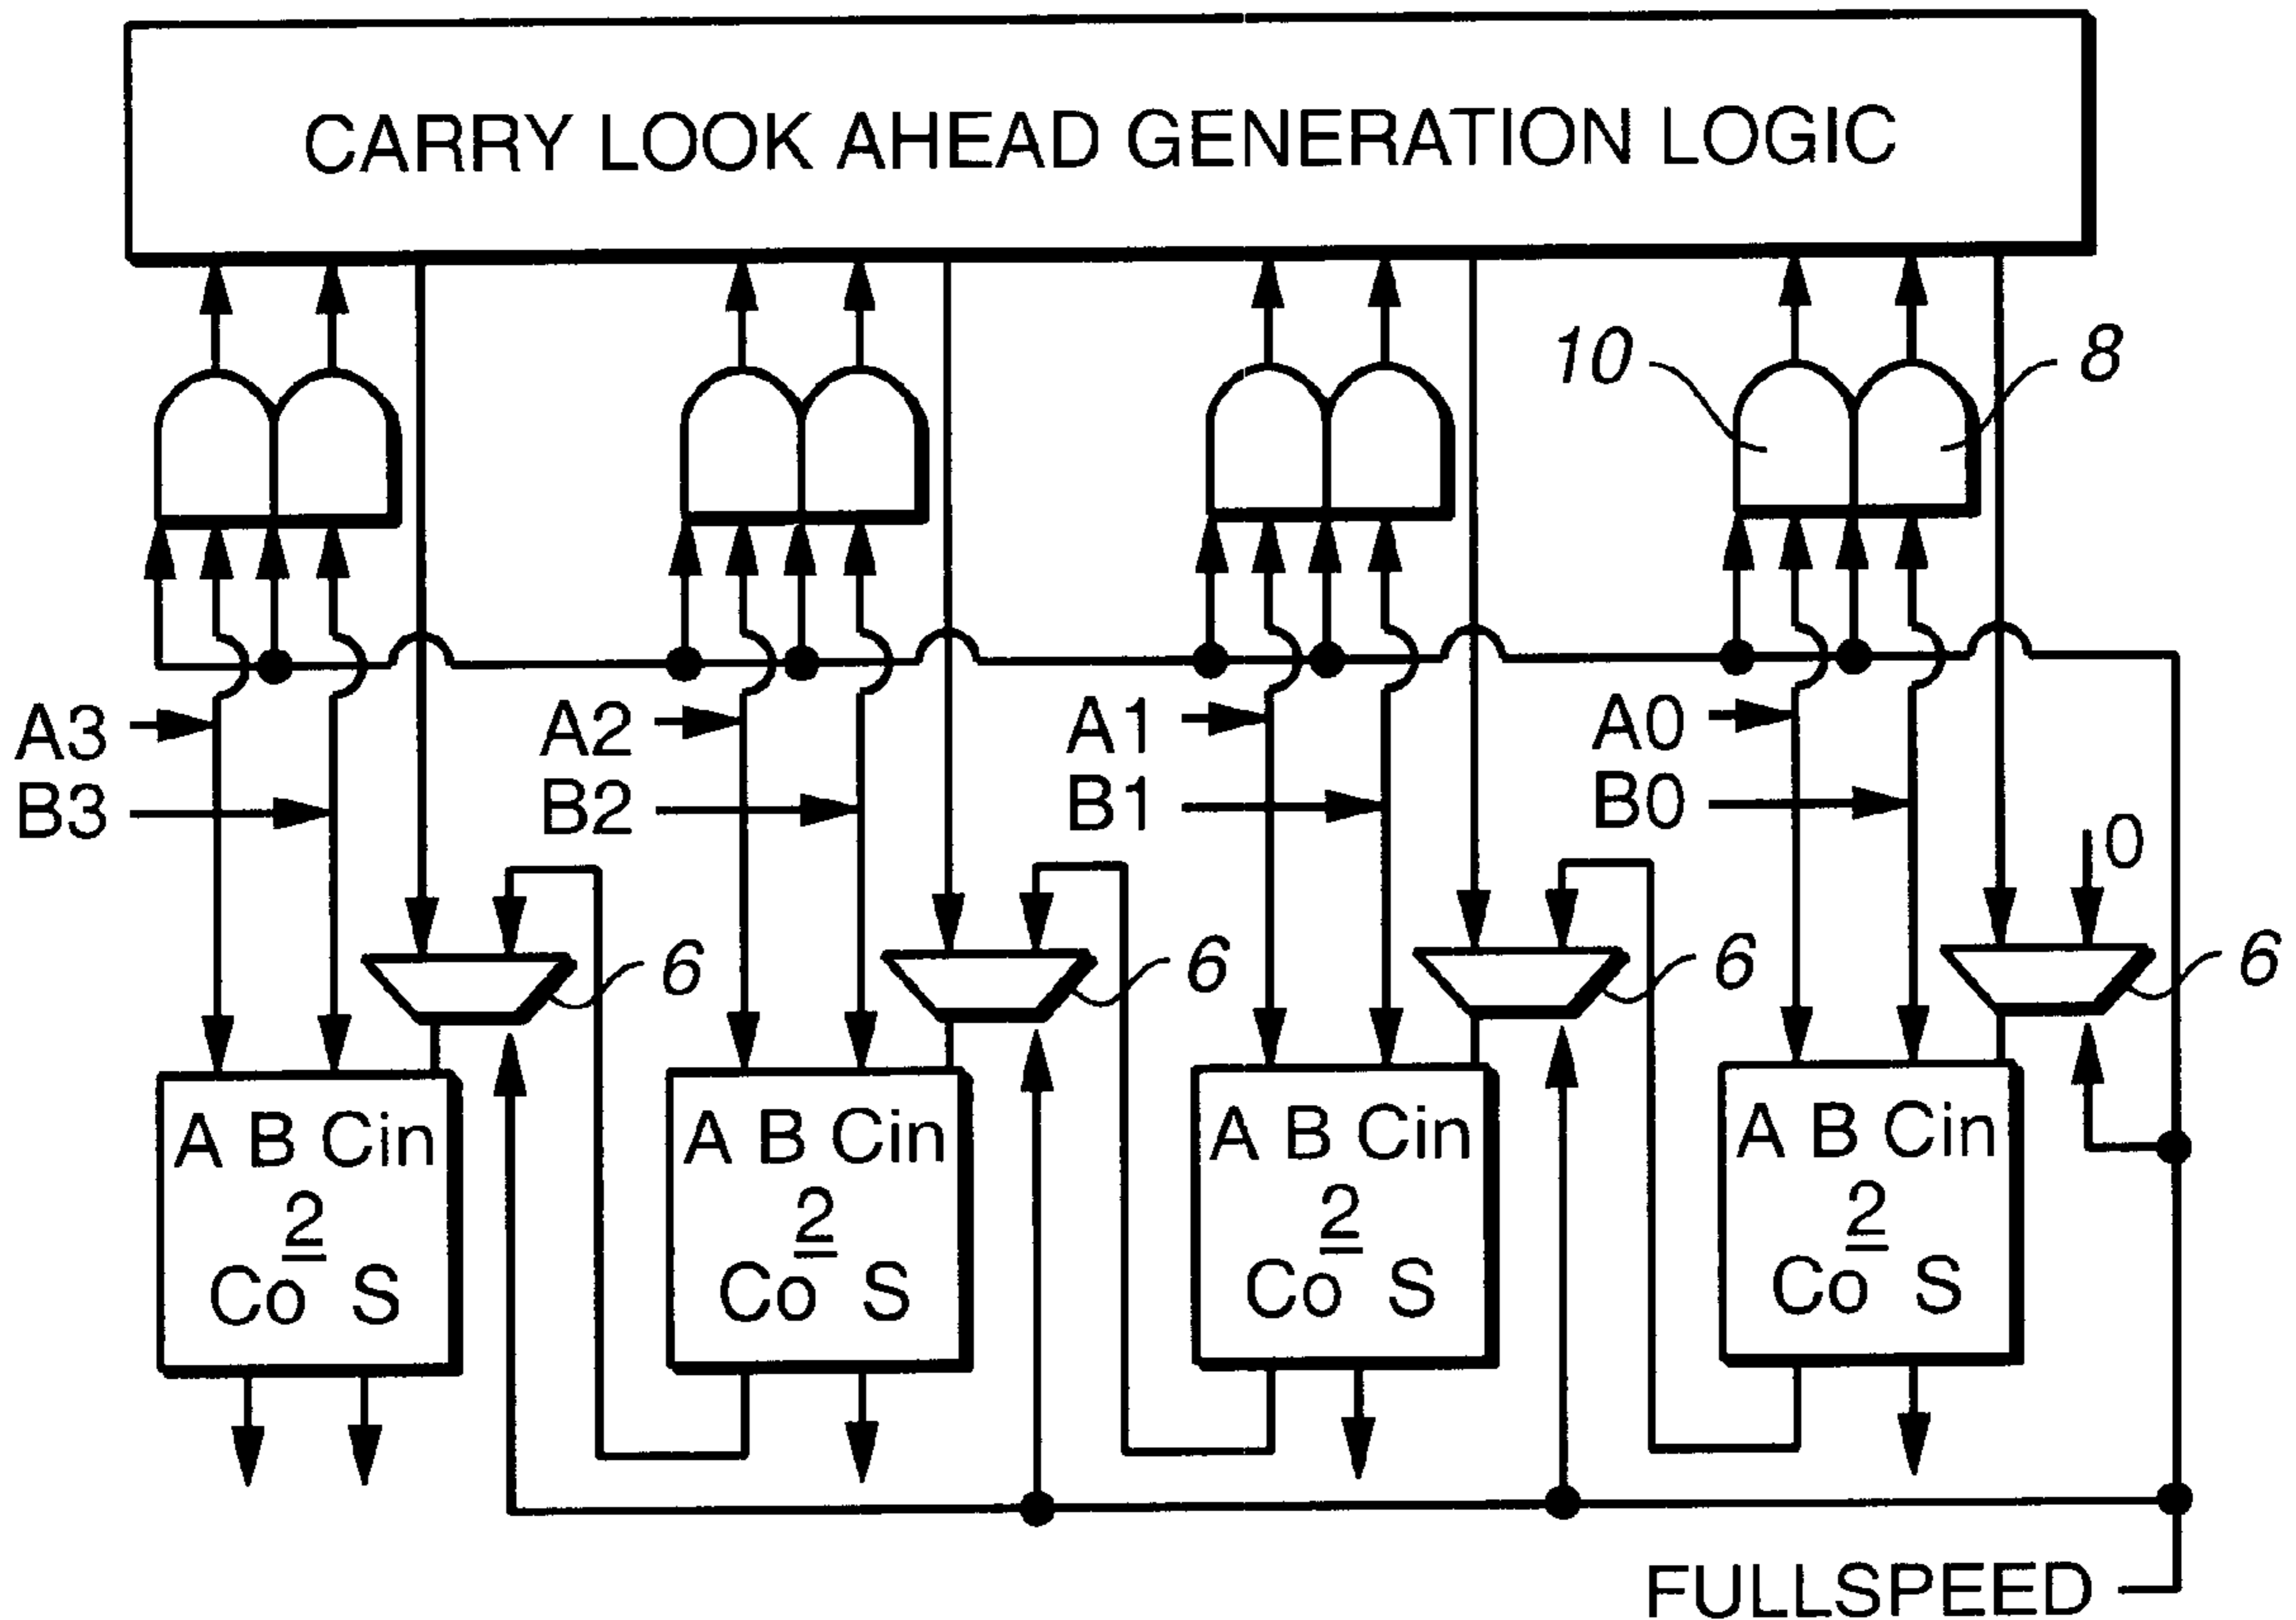 CARRY LOOK AHEAD GENERATION LOGIC
10 8
A3 A2 A1 A0
B3 B2 B1 B0
0
6 6 6 6
A B Cin A B Cin A B Cin A B Cin
2 2 2 2
Co S Co S Co S Co S
FULLSPEED